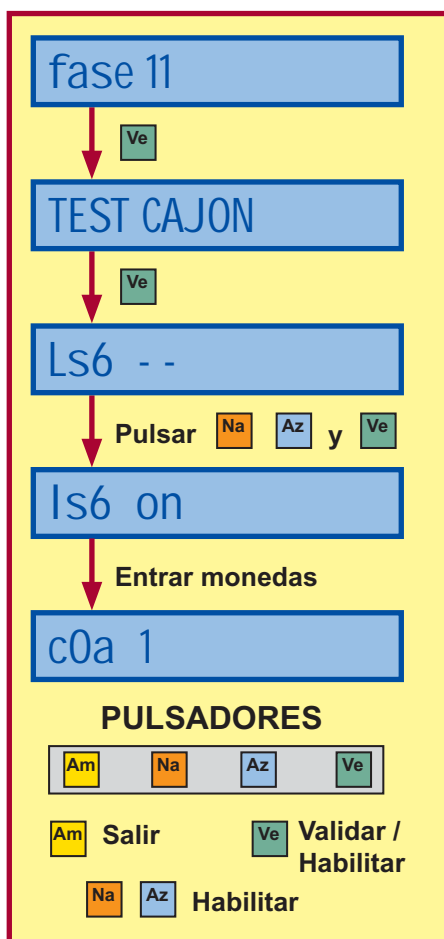 fase 11
Ve
TEST CAJON
Ve
Ls6 - -
Pulsar Na Az y Ve
ls6 on
Entrar monedas
c0a 1
PULSADORES
Am Na Az Ve
Am Salir Ve Validar /
Habilitar
Na Az Habilitar